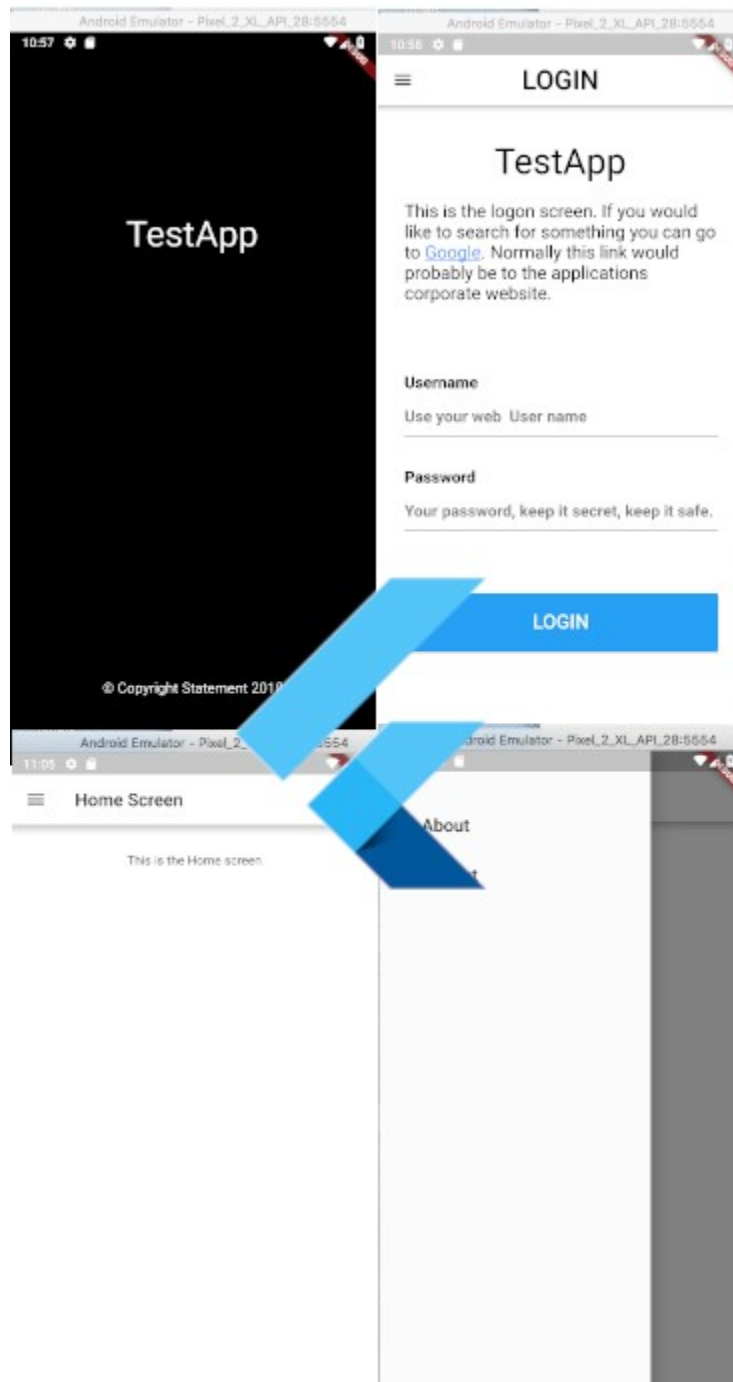 Android Emulator - Pixel_2_XL_API_28:5554
10:57
TestApp
© Copyright Statement 201
Android Emulator - Pixel_2_XL_API_28:5554
10:58
LOGIN
TestApp
This is the logon screen. If you would
like to search for something you can go
to Google. Normally this link would
probably be to the applications
corporate website.
Username
Use your web  User name
Password
Your password, keep it secret, keep it safe.
LOGIN
Android Emulator - Pixel_2_ 5554
11:05
Home Screen
This is the Home screen
droid Emulator - Pixel_2_XL_API_28:5554
About
t